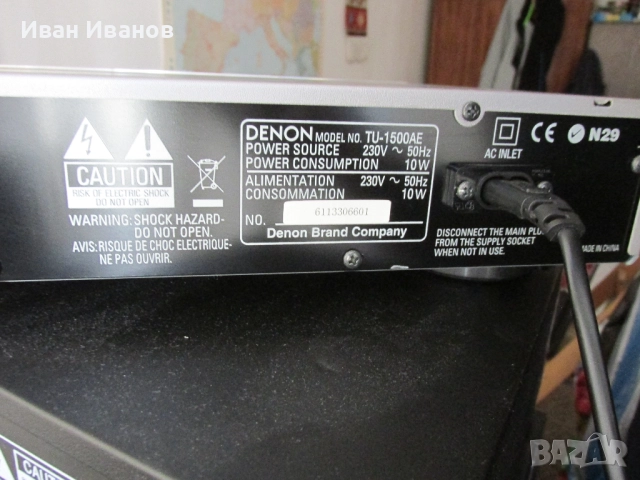 Иван Иванов
CAUTION
RISK OF ELECTRIC SHOCK
DO NOT OPEN
WARNING: SHOCK HAZARD-
DO NOT OPEN.
AVIS: RISQUE DE CHOC ELECTRIQUE-
NE PAS OUVRIR.
DENON MODEL NO. TU-1500AE
POWER SOURCE 230V ~ 50Hz
POWER CONSUMPTION 10W
ALIMENTATION 230V ~ 50Hz
CONSOMMATION 10W
NO. 6113306601
Denon Brand Company
CE N29
AC INLET
DISCONNECT THE MAIN PLUG
FROM THE SUPPLY SOCKET
WHEN NOT IN USE.
MADE IN CHINA
CAUTION
BAZAR